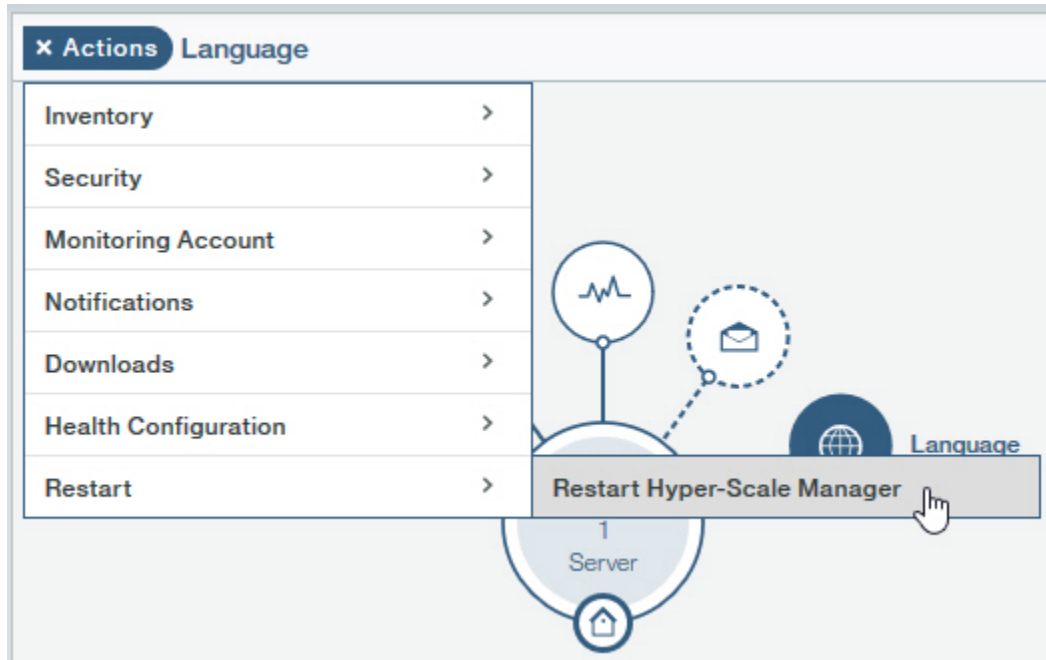 × Actions Language
Inventory
Security
Monitoring Account
Notifications
Downloads
Health Configuration
Language
Restart
Restart Hyper-Scale Manager
1
Server